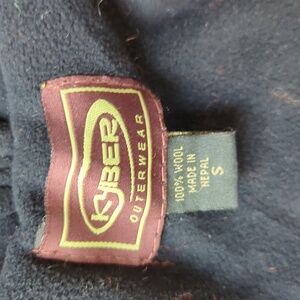 KYBER
OUTERWEAR
100% WOOL
MADE IN
NEPAL
S